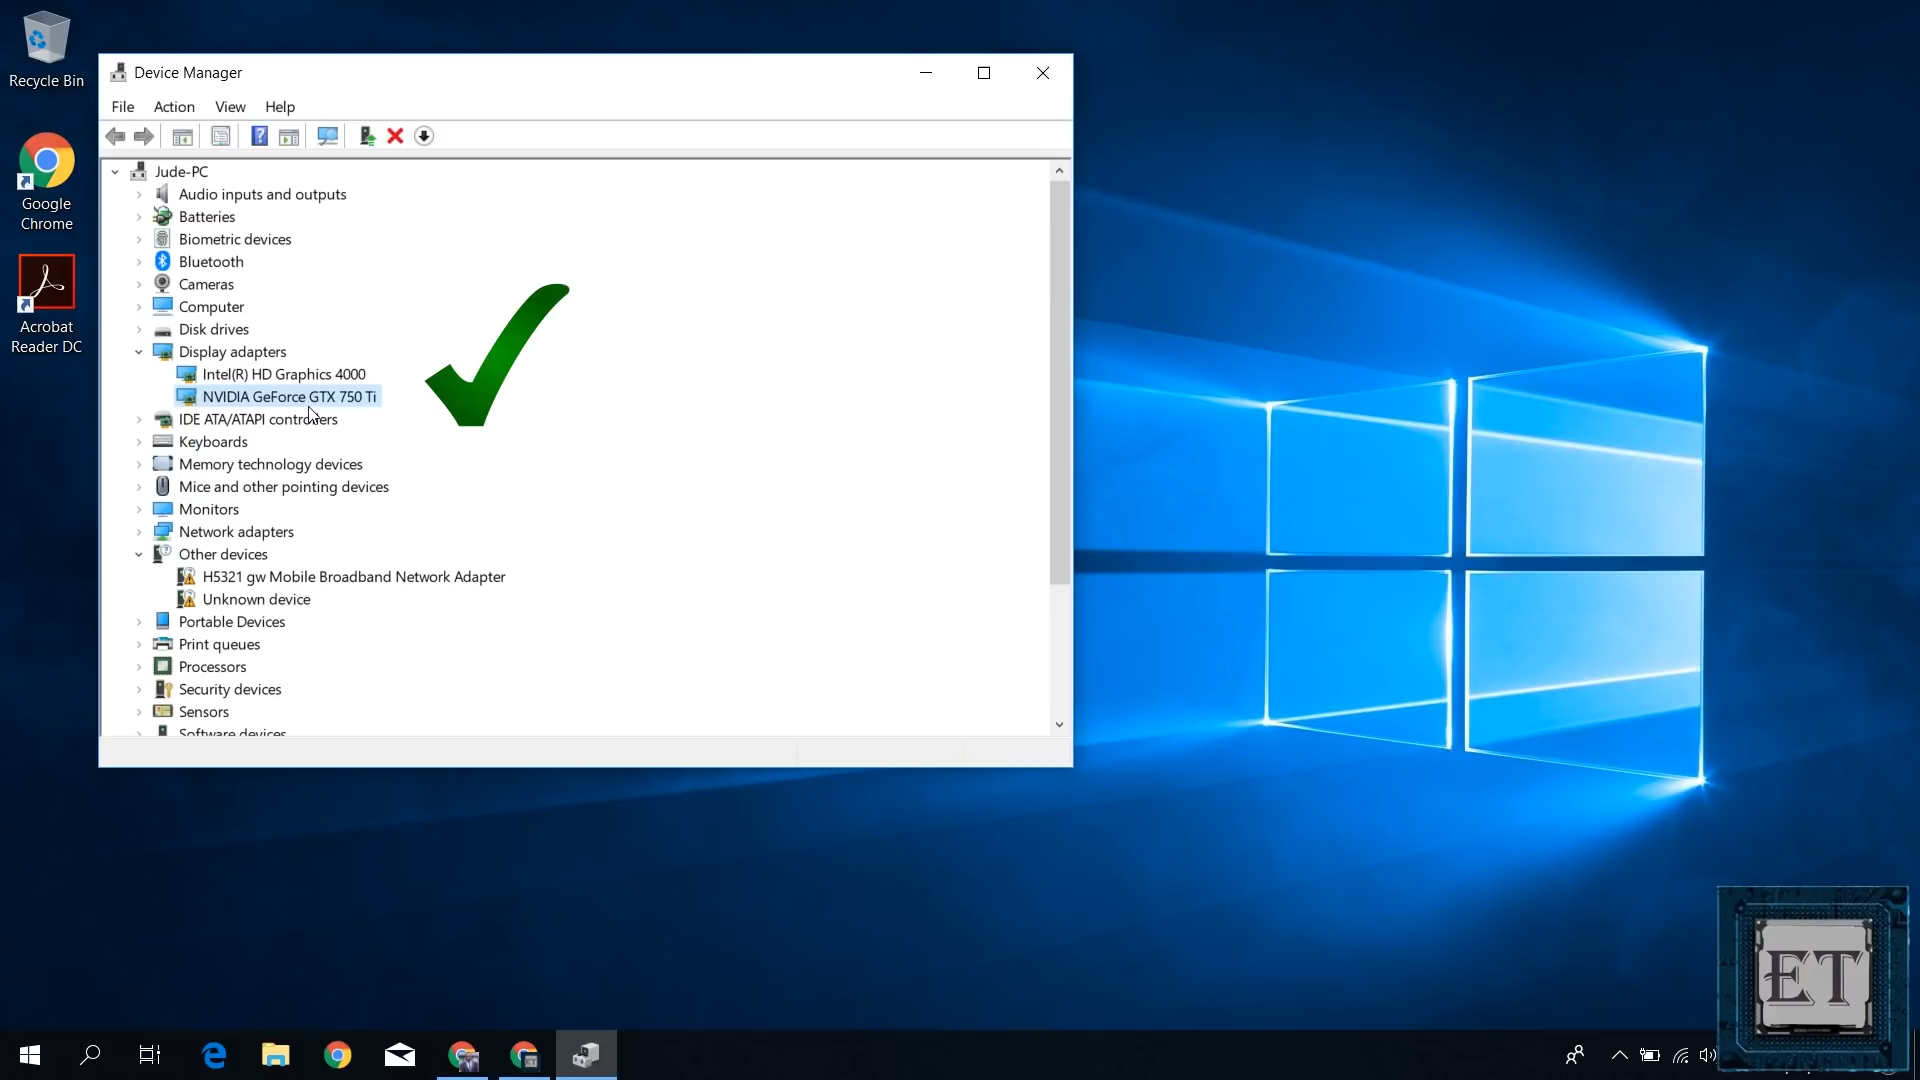 Recycle Bin
Google
Chrome
Acrobat
Reader DC
Device Manager
File Action View Help
Jude-PC
Audio inputs and outputs
Batteries
Biometric devices
Bluetooth
Cameras
Computer
Disk drives
Display adapters
Intel(R) HD Graphics 4000
NVIDIA GeForce GTX 750 Ti
IDE ATA/ATAPI controllers
Keyboards
Memory technology devices
Mice and other pointing devices
Monitors
Network adapters
Other devices
H5321 gw Mobile Broadband Network Adapter
Unknown device
Portable Devices
Print queues
Processors
Security devices
Sensors
Software devices
ET